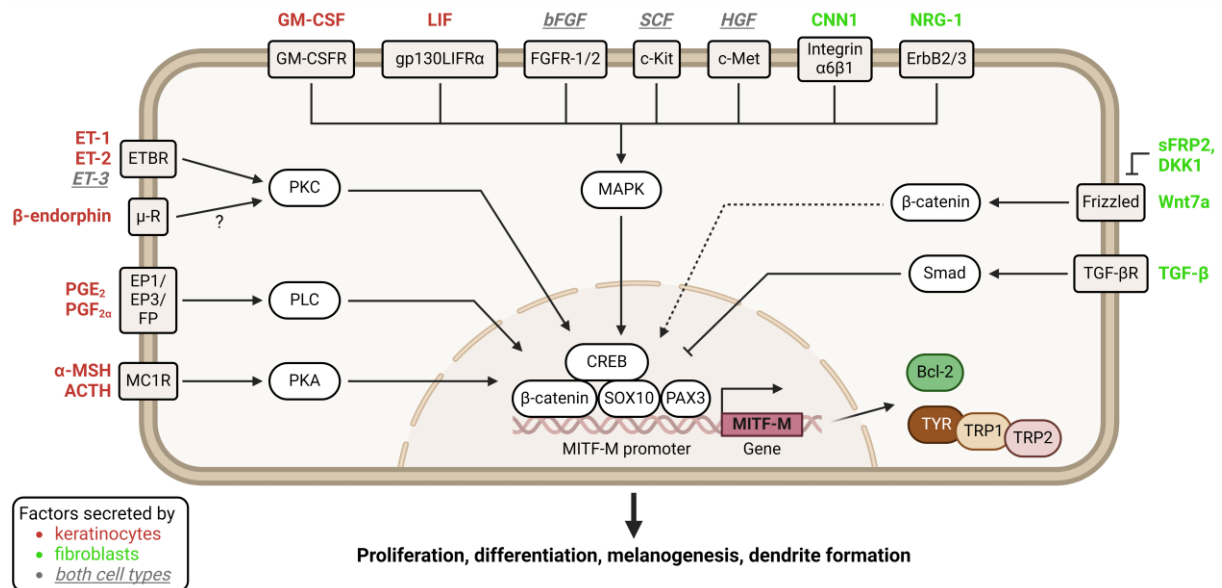 GM-CSF LIF bFGF SCF HGF CNN1 NRG-1
GM-CSFR gp130LIFRα FGFR-1/2 c-Kit c-Met Integrin α6β1 ErbB2/3
ET-1
ET-2
ET-3
ETBR
PKC
MAPK
β-endorphin
μ-R
?
sFRP2,
DKK1
β-catenin
Frizzled
Wnt7a
PGE₂
PGF₂α
EP1/
EP3/
FP
PLC
Smad
TGF-βR
TGF-β
α-MSH
ACTH
MC1R
PKA
CREB
β-catenin
SOX10
PAX3
MITF-M
MITF-M promoter
Gene
Bcl-2
TYR
TRP1
TRP2
Factors secreted by
• keratinocytes
• fibroblasts
• both cell types
Proliferation, differentiation, melanogenesis, dendrite formation